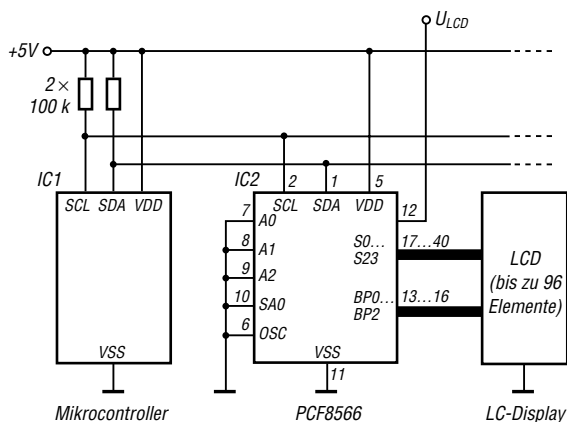 U_LCD
+5V
2×
100 k
IC1
IC2
2
1
5
SCL SDA VDD
7
A0
SCL SDA VDD
12
8
A1
S0...
S23
17...40
LCD
(bis zu 96
Elemente)
9
A2
10
SA0
BP0...
BP2
13...16
6
OSC
VSS
VSS
11
Mikrocontroller
PCF8566
LC-Display